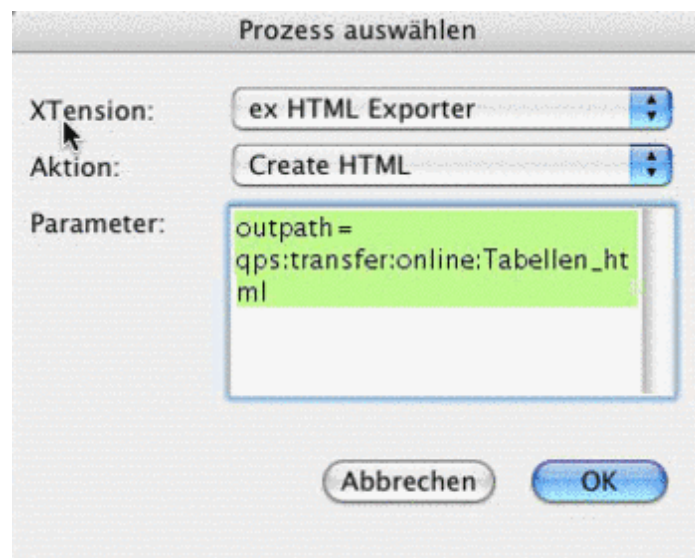 Prozess auswählen
XTension: ex HTML Exporter
Aktion: Create HTML
Parameter: outpath =
qps:transfer:online:Tabellen_ht
ml
Abbrechen OK